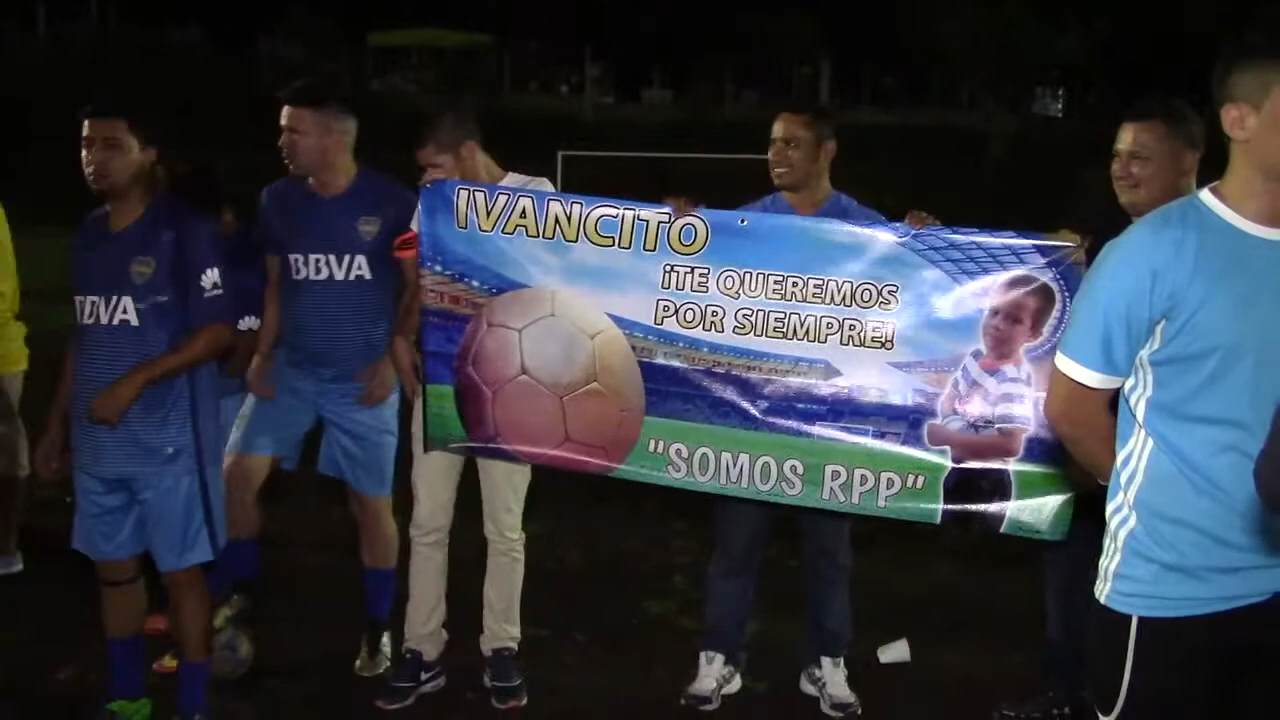 IVANCITO
¡TE QUEREMOS
POR SIEMPRE!
"SOMOS RPP"
BBVA
BBVA